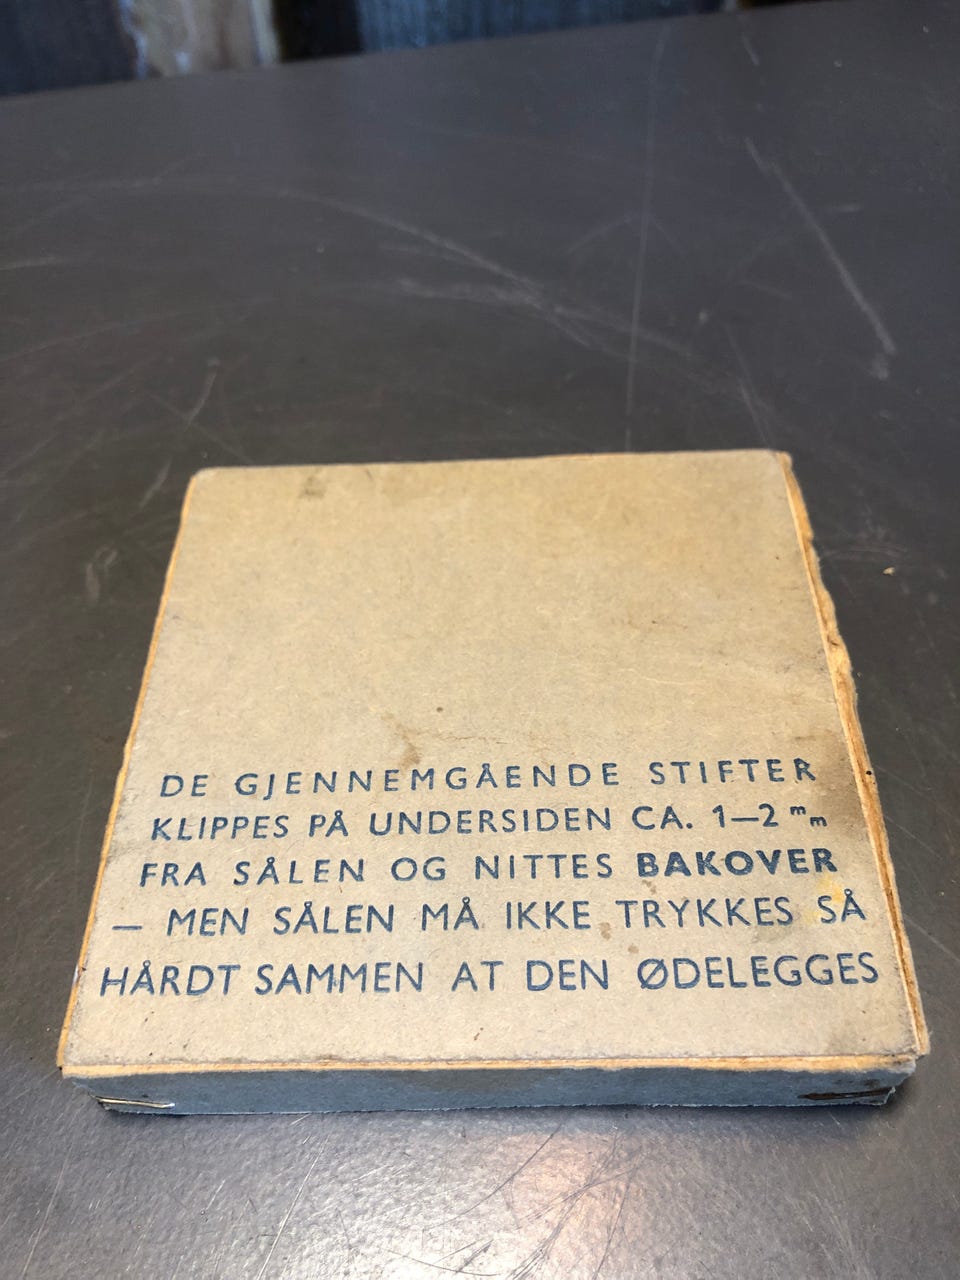 DE GJENNEMGÅENDE STIFTER
KLIPPES PÅ UNDERSIDEN CA. 1—2 mm
FRA SÅLEN OG NITTES BAKOVER
— MEN SÅLEN MÅ IKKE TRYKKES SÅ
HÅRDT SAMMEN AT DEN ØDELEGGES